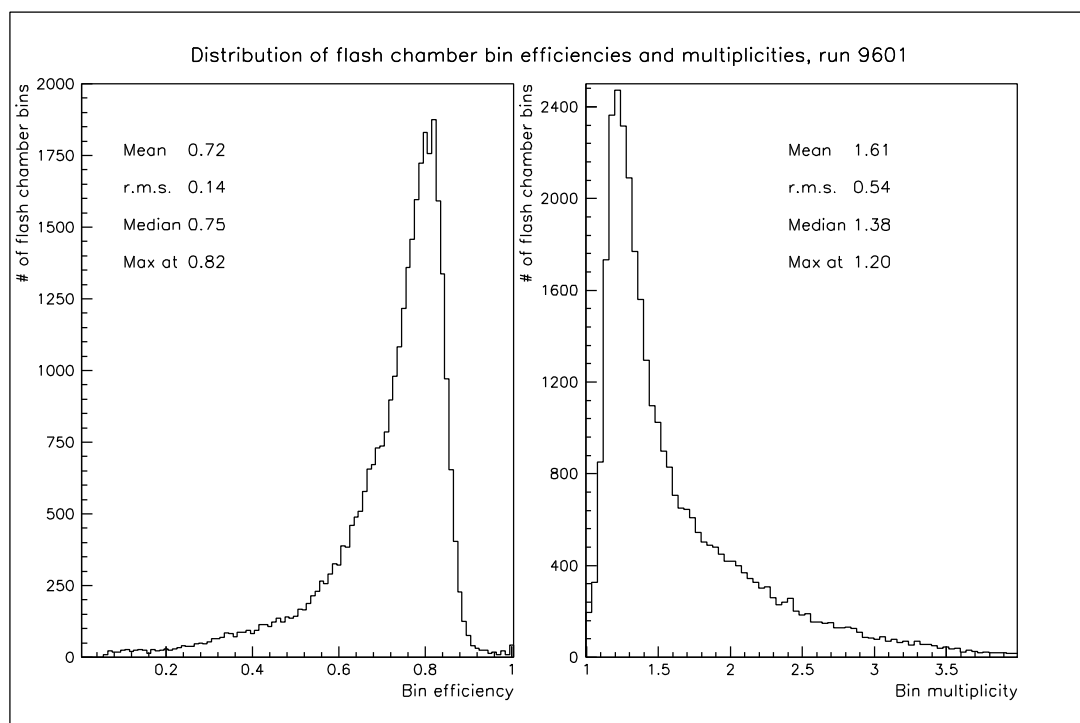 Distribution of flash chamber bin efficiencies and multiplicities, run 9601
# of flash chamber bins
2000
1750
1500
1250
1000
750
500
250
0
Mean 0.72
r.m.s. 0.14
Median 0.75
Max at 0.82
0.2 0.4 0.6 0.8 1
Bin efficiency
# of flash chamber bins
2400
2000
1600
1200
800
400
0
Mean 1.61
r.m.s. 0.54
Median 1.38
Max at 1.20
1 1.5 2 2.5 3 3.5
Bin multiplicity